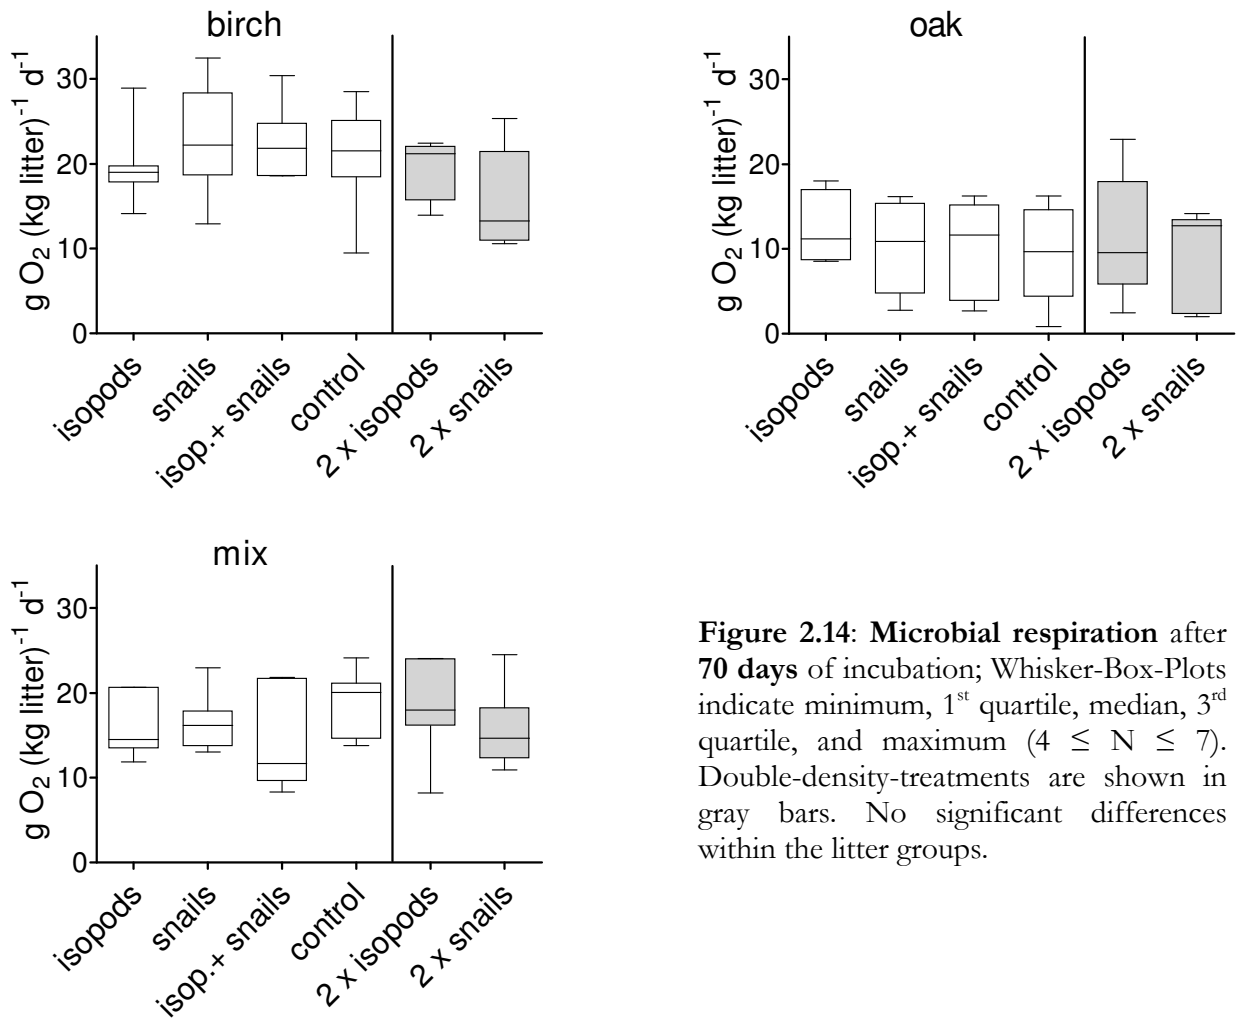 birch
g O2 (kg litter)-1 d-1
30
20
10
0
isopods
snails
isop.+ snails
control
2 x isopods
2 x snails
oak
g O2 (kg litter)-1 d-1
30
20
10
0
isopods
snails
isop.+ snails
control
2 x isopods
2 x snails
mix
g O2 (kg litter)-1 d-1
30
20
10
0
isopods
snails
isop.+ snails
control
2 x isopods
2 x snails
Figure 2.14: Microbial respiration after
70 days of incubation; Whisker-Box-Plots
indicate minimum, 1st quartile, median, 3rd
quartile, and maximum (4 ≤ N ≤ 7).
Double-density-treatments are shown in
gray bars. No significant differences
within the litter groups.